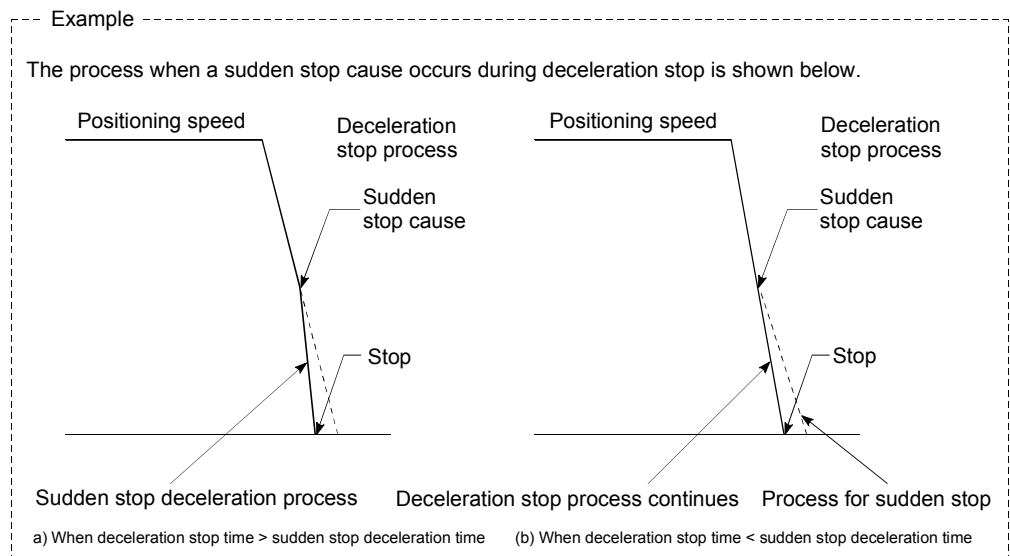 Example
The process when a sudden stop cause occurs during deceleration stop is shown below.
Positioning speed
Deceleration
stop process
Sudden
stop cause
Stop
Sudden stop deceleration process
a) When deceleration stop time > sudden stop deceleration time
Positioning speed
Deceleration
stop process
Sudden
stop cause
Stop
Deceleration stop process continues
Process for sudden stop
(b) When deceleration stop time < sudden stop deceleration time